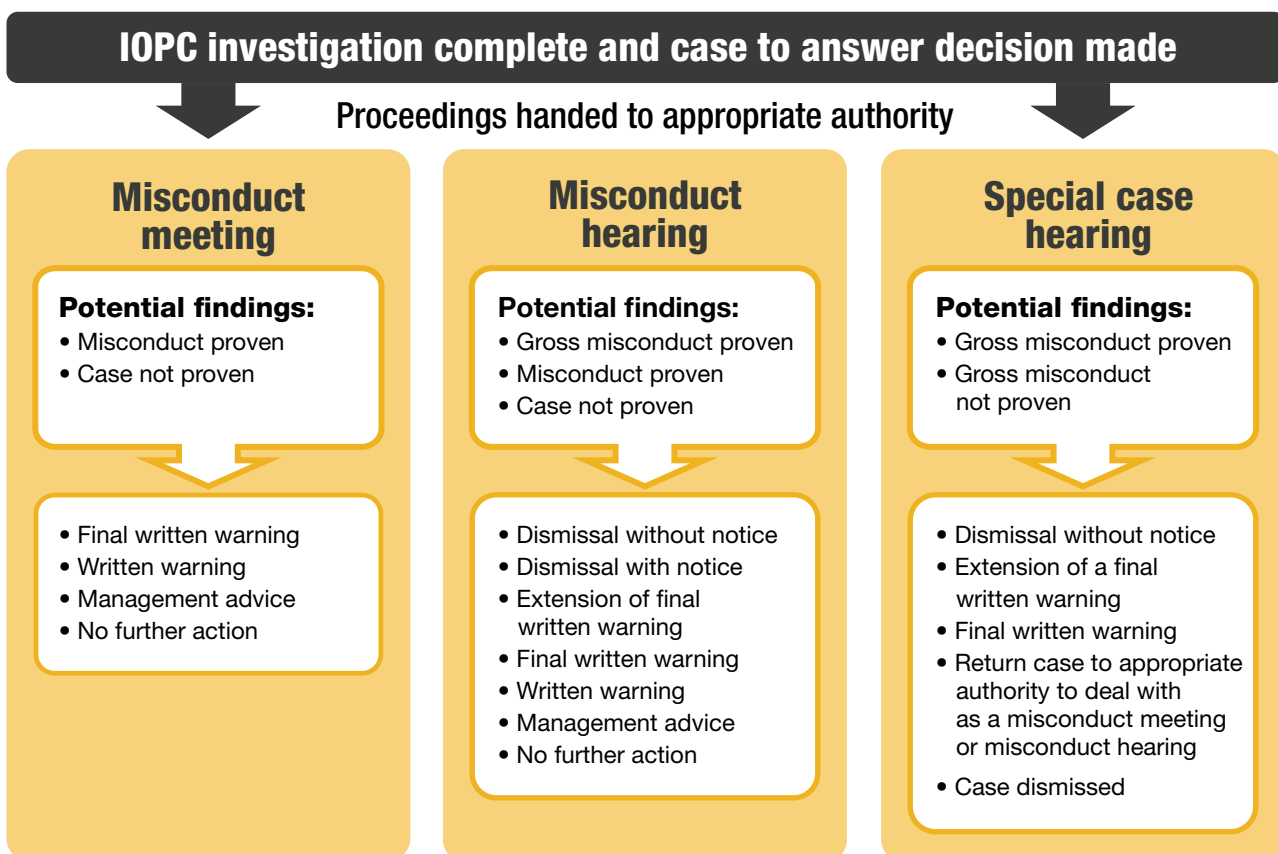 IOPC investigation complete and case to answer decision made
Proceedings handed to appropriate authority
Misconduct
meeting
Potential findings:
• Misconduct proven
• Case not proven
• Final written warning
• Written warning
• Management advice
• No further action
Misconduct
hearing
Potential findings:
• Gross misconduct proven
• Misconduct proven
• Case not proven
• Dismissal without notice
• Dismissal with notice
• Extension of final
written warning
• Final written warning
• Written warning
• Management advice
• No further action
Special case
hearing
Potential findings:
• Gross misconduct proven
• Gross misconduct
not proven
• Dismissal without notice
• Extension of a final
written warning
• Final written warning
• Return case to appropriate
authority to deal with
as a misconduct meeting
or misconduct hearing
• Case dismissed